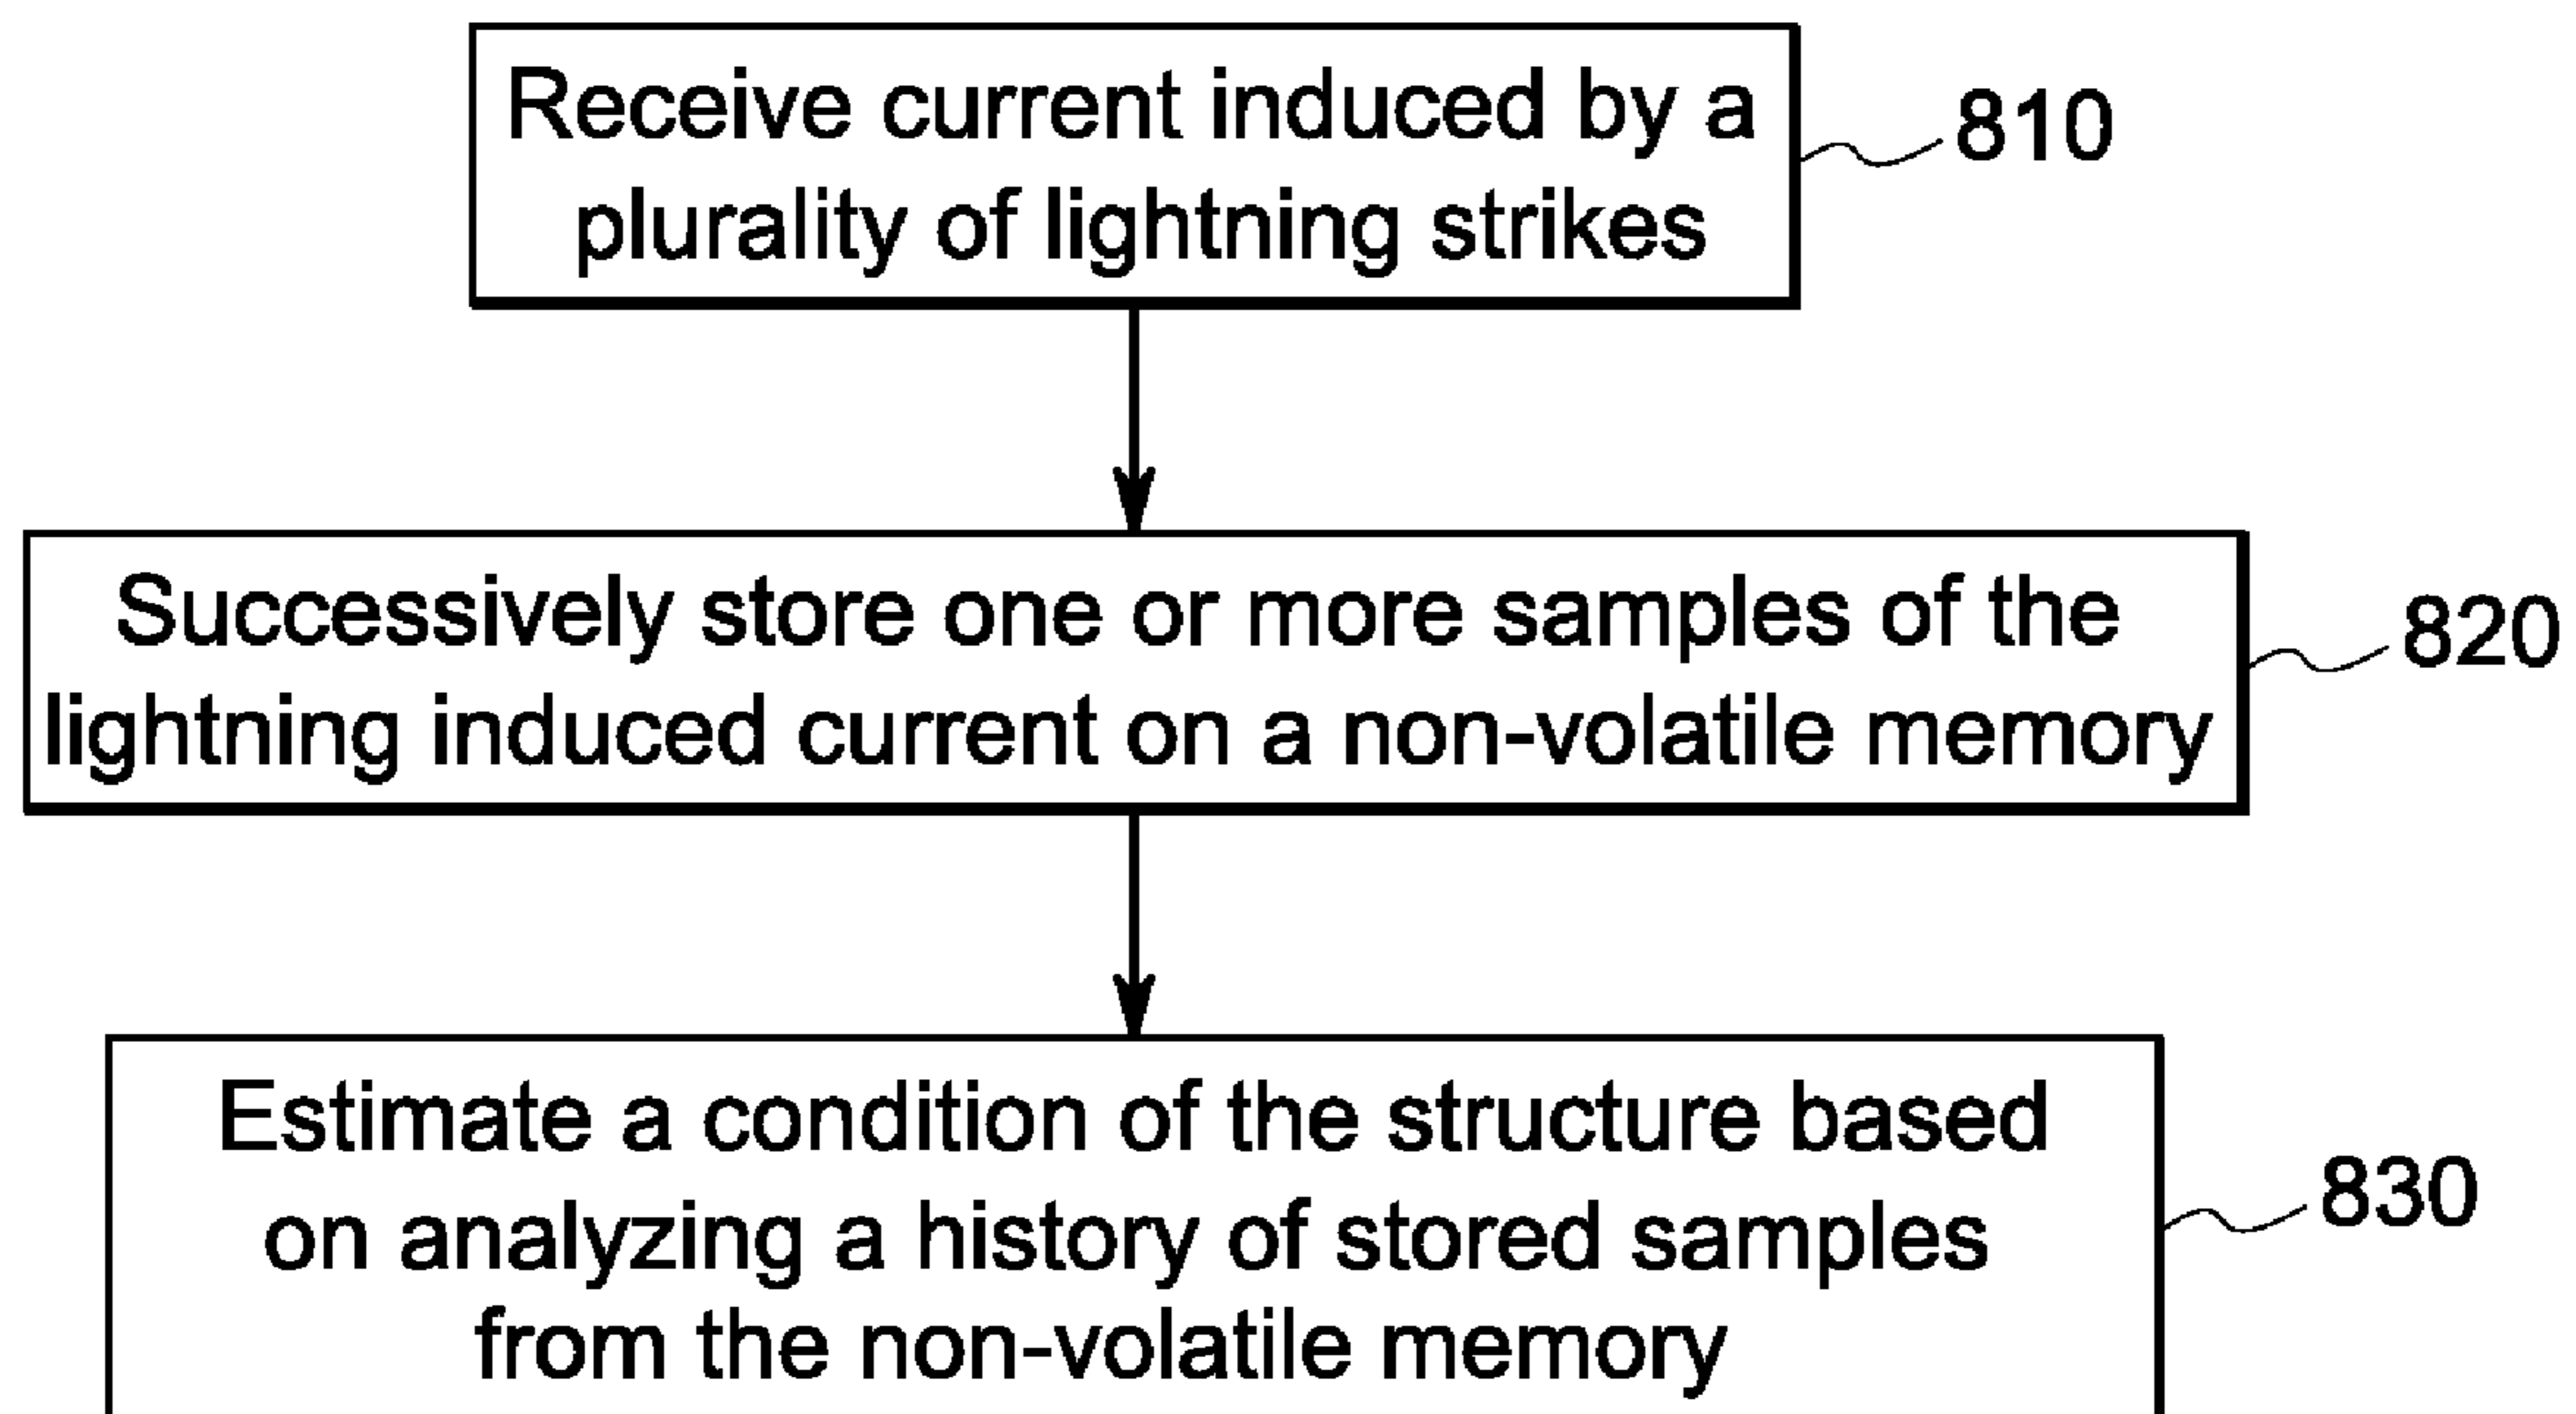 Receive current induced by a
plurality of lightning strikes
810
Successively store one or more samples of the
lightning induced current on a non-volatile memory
820
Estimate a condition of the structure based
on analyzing a history of stored samples
from the non-volatile memory
830